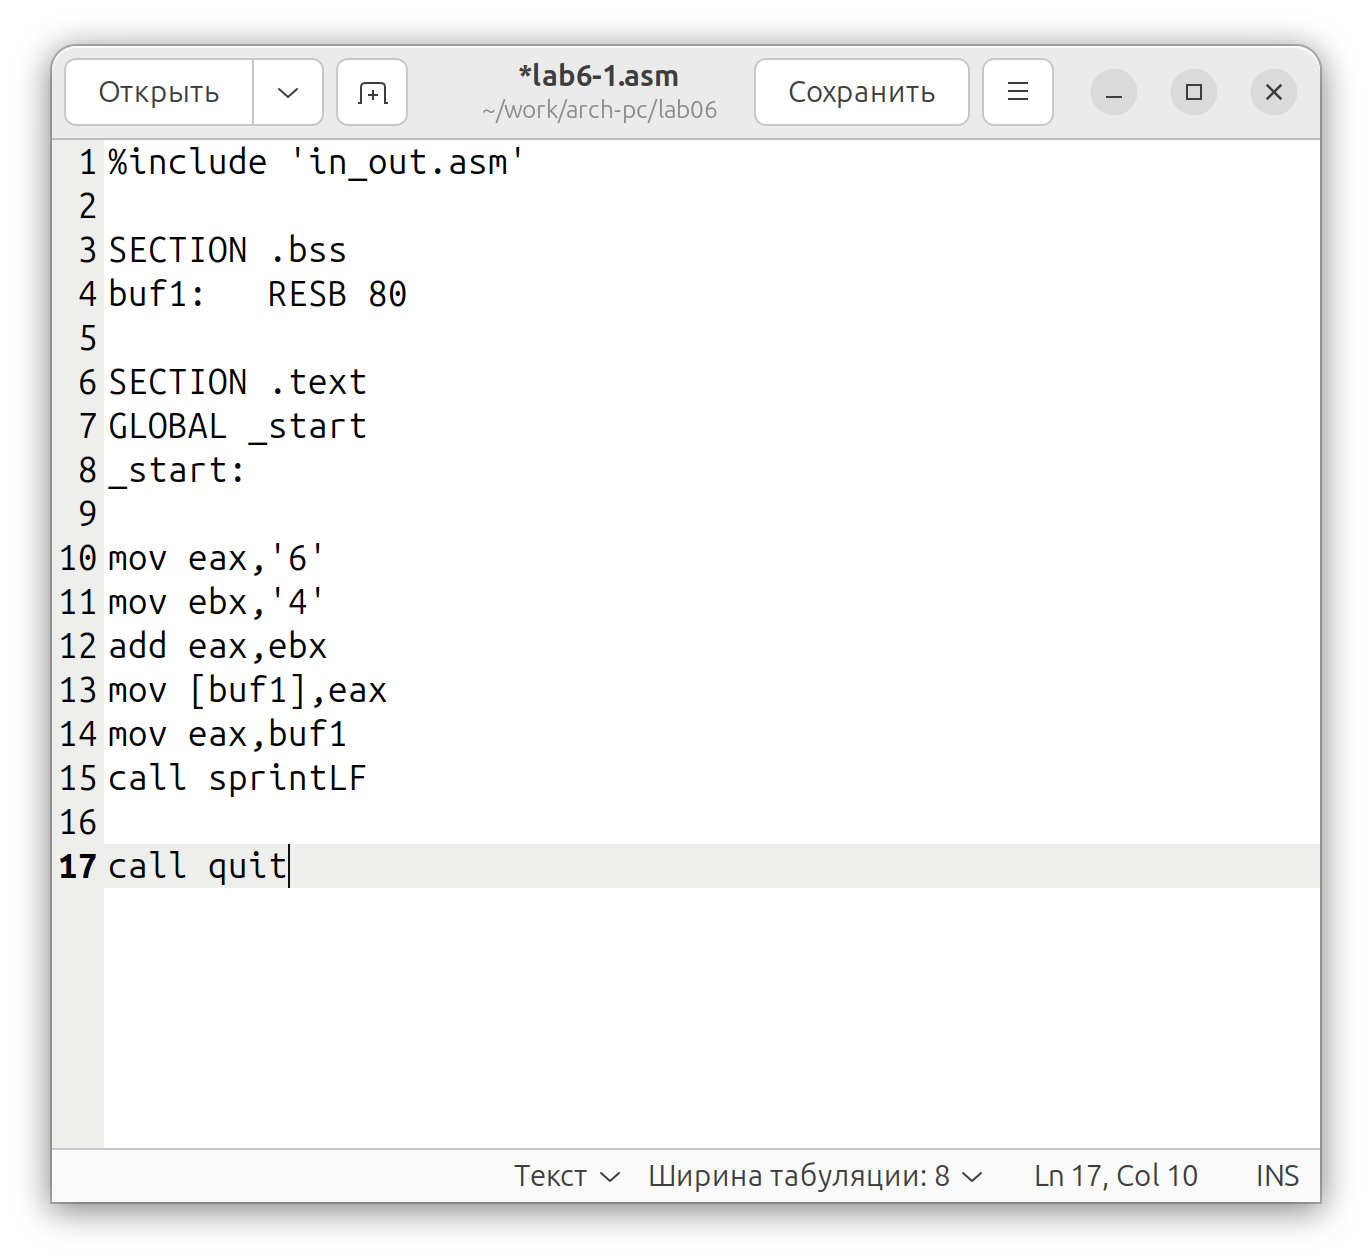 Открыть
*lab6-1.asm
~/work/arch-pc/lab06
Сохранить
1 %include 'in_out.asm'
2
3 SECTION .bss
4 buf1:   RESB 80
5
6 SECTION .text
7 GLOBAL _start
8 _start:
9
10 mov eax,'6'
11 mov ebx,'4'
12 add eax,ebx
13 mov [buf1],eax
14 mov eax,buf1
15 call sprintLF
16
17 call quit
Текст Ширина табуляции: 8 Ln 17, Col 10 INS